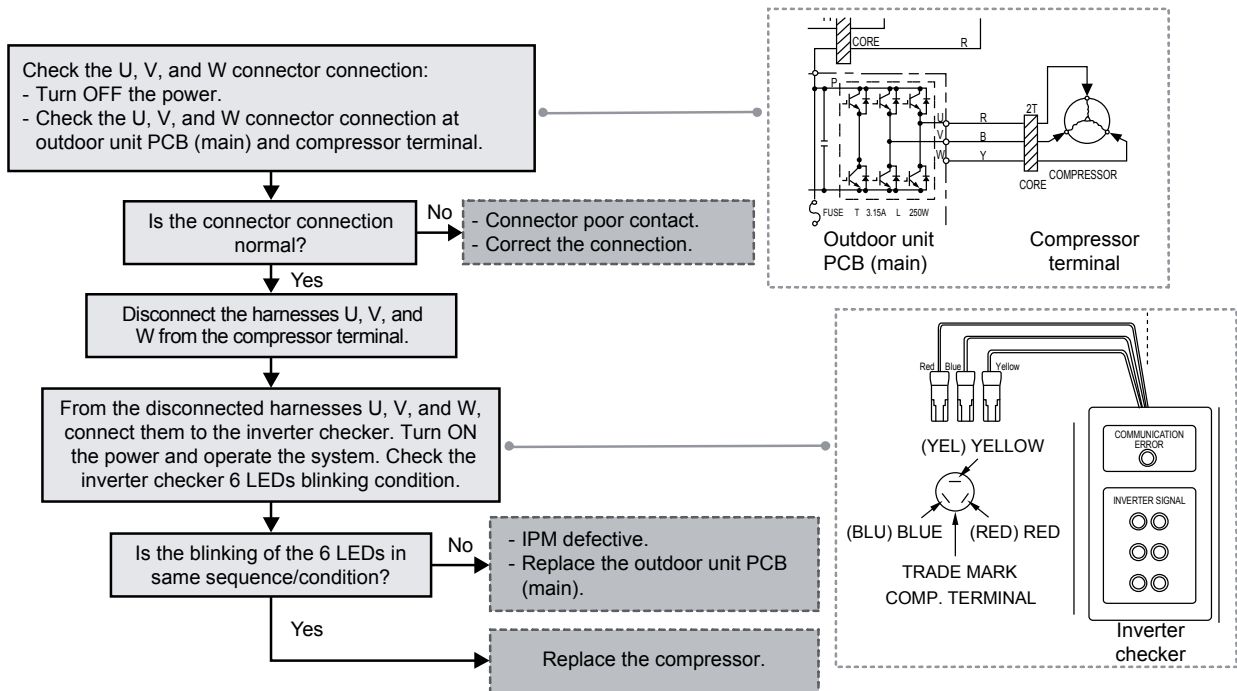 Check the U, V, and W connector connection:
- Turn OFF the power.
- Check the U, V, and W connector connection at
outdoor unit PCB (main) and compressor terminal.
Is the connector connection
normal?
No
- Connector poor contact.
- Correct the connection.
Yes
Disconnect the harnesses U, V, and
W from the compressor terminal.
From the disconnected harnesses U, V, and W,
connect them to the inverter checker. Turn ON
the power and operate the system. Check the
inverter checker 6 LEDs blinking condition.
Is the blinking of the 6 LEDs in
same sequence/condition?
No
- IPM defective.
- Replace the outdoor unit PCB
(main).
Yes
Replace the compressor.
CORE R
P
U R
V B
W Y
2T
CORE
COMPRESSOR
FUSE T 3.15A L 250W
Outdoor unit
PCB (main)
Compressor
terminal
Red Blue Yellow
(YEL) YELLOW
(BLU) BLUE (RED) RED
TRADE MARK
COMP. TERMINAL
COMMUNICATION
ERROR
INVERTER SIGNAL
Inverter
checker